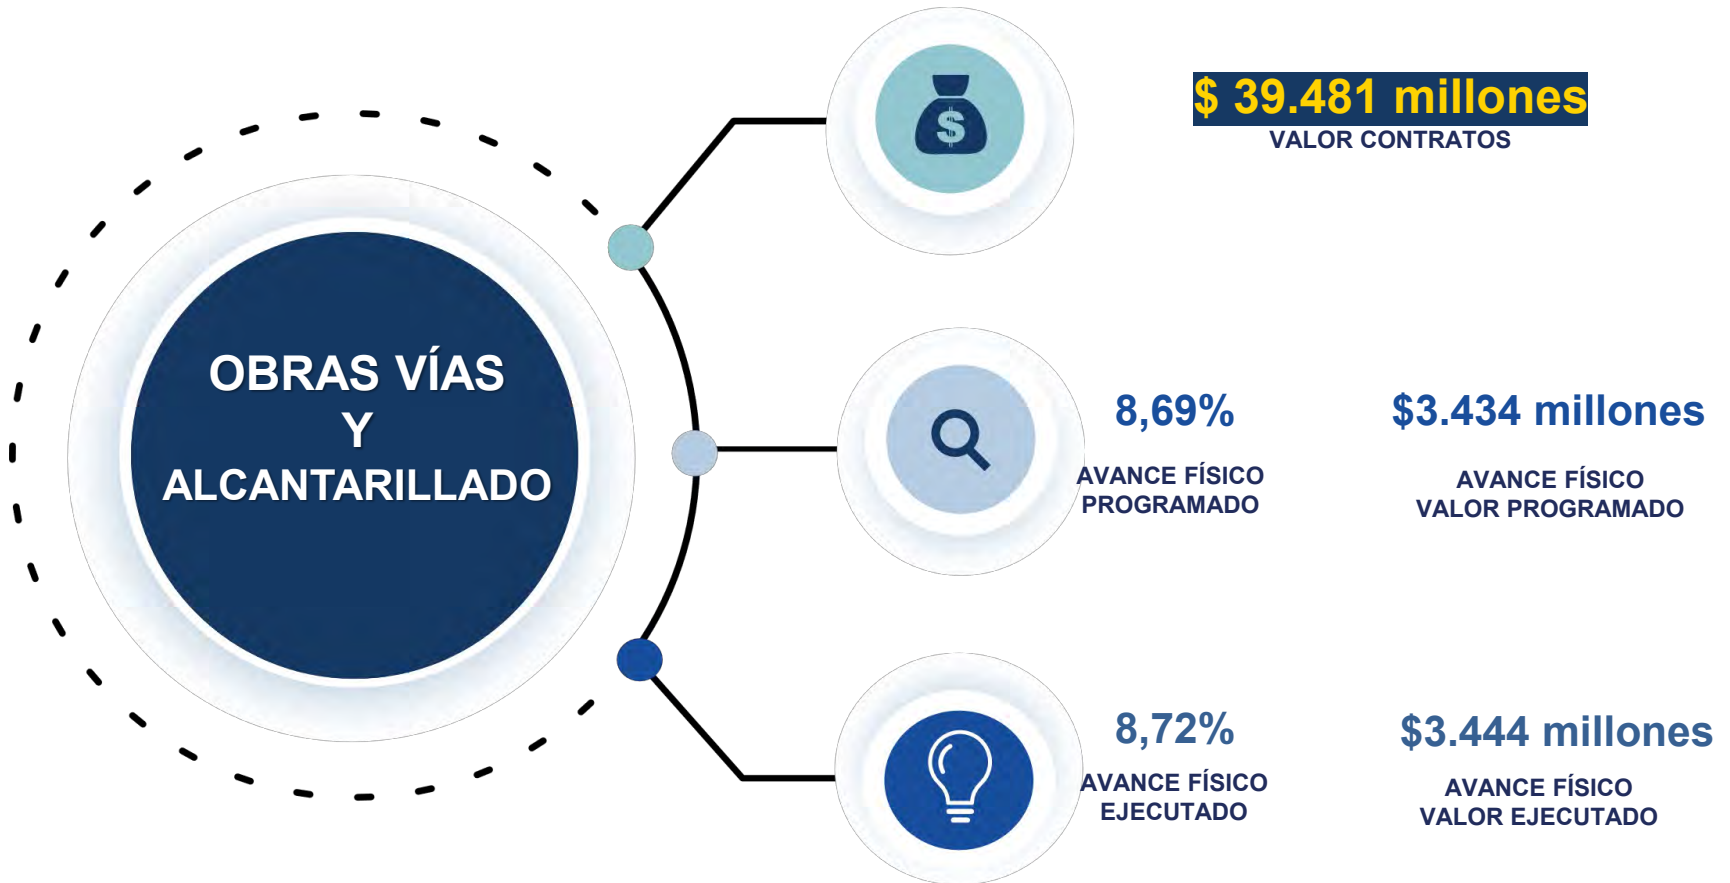 OBRAS VÍAS
Y
ALCANTARILLADO
$
$ 39.481 millones
VALOR CONTRATOS
8,69%
AVANCE FÍSICO
PROGRAMADO
$3.434 millones
AVANCE FÍSICO
VALOR PROGRAMADO
8,72%
AVANCE FÍSICO
EJECUTADO
$3.444 millones
AVANCE FÍSICO
VALOR EJECUTADO